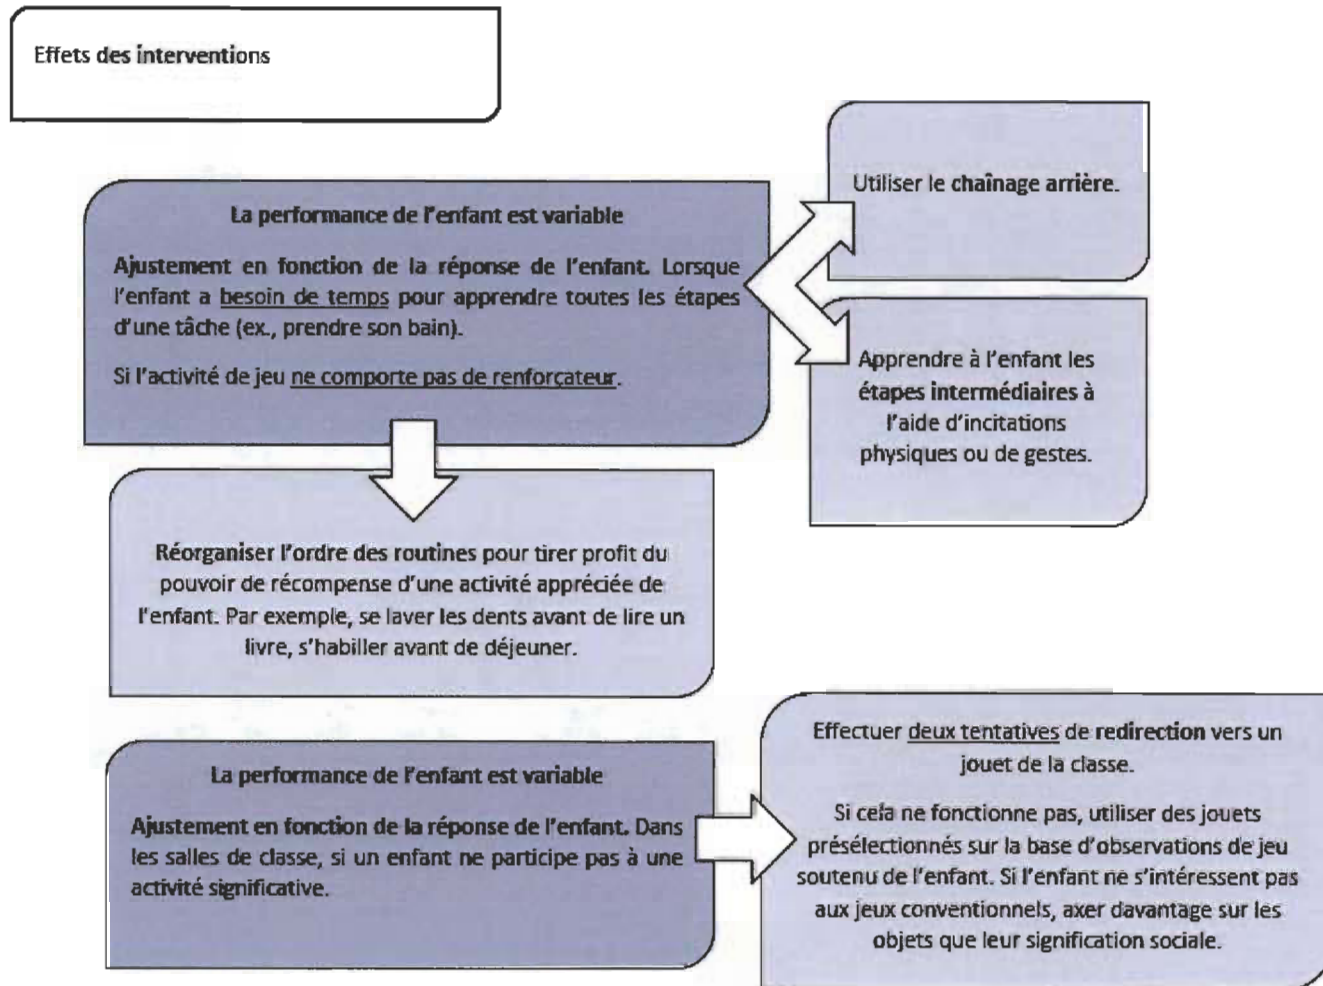 Effets des interventions
Utiliser le chaînage arrière.
La performance de l'enfant est variable
Ajustement en fonction de la réponse de l'enfant. Lorsque
l'enfant a besoin de temps pour apprendre toutes les étapes
d'une tâche (ex., prendre son bain).
Si l'activité de jeu ne comporte pas de renforçateur.
Apprendre à l'enfant les
étapes intermédiaires à
l'aide d'incitations
physiques ou de gestes.
Réorganiser l'ordre des routines pour tirer profit du
pouvoir de récompense d'une activité appréciée de
l'enfant. Par exemple, se laver les dents avant de lire un
livre, s'habiller avant de déjeuner.
La performance de l'enfant est variable
Ajustement en fonction de la réponse de l'enfant. Dans
les salles de classe, si un enfant ne participe pas à une
activité significative.
Effectuer deux tentatives de redirection vers un
jouet de la classe.
Si cela ne fonctionne pas, utiliser des jouets
présélectionnés sur la base d'observations de jeu
soutenu de l'enfant. Si l'enfant ne s'intéressent pas
aux jeux conventionnels, axer davantage sur les
objets que leur signification sociale.